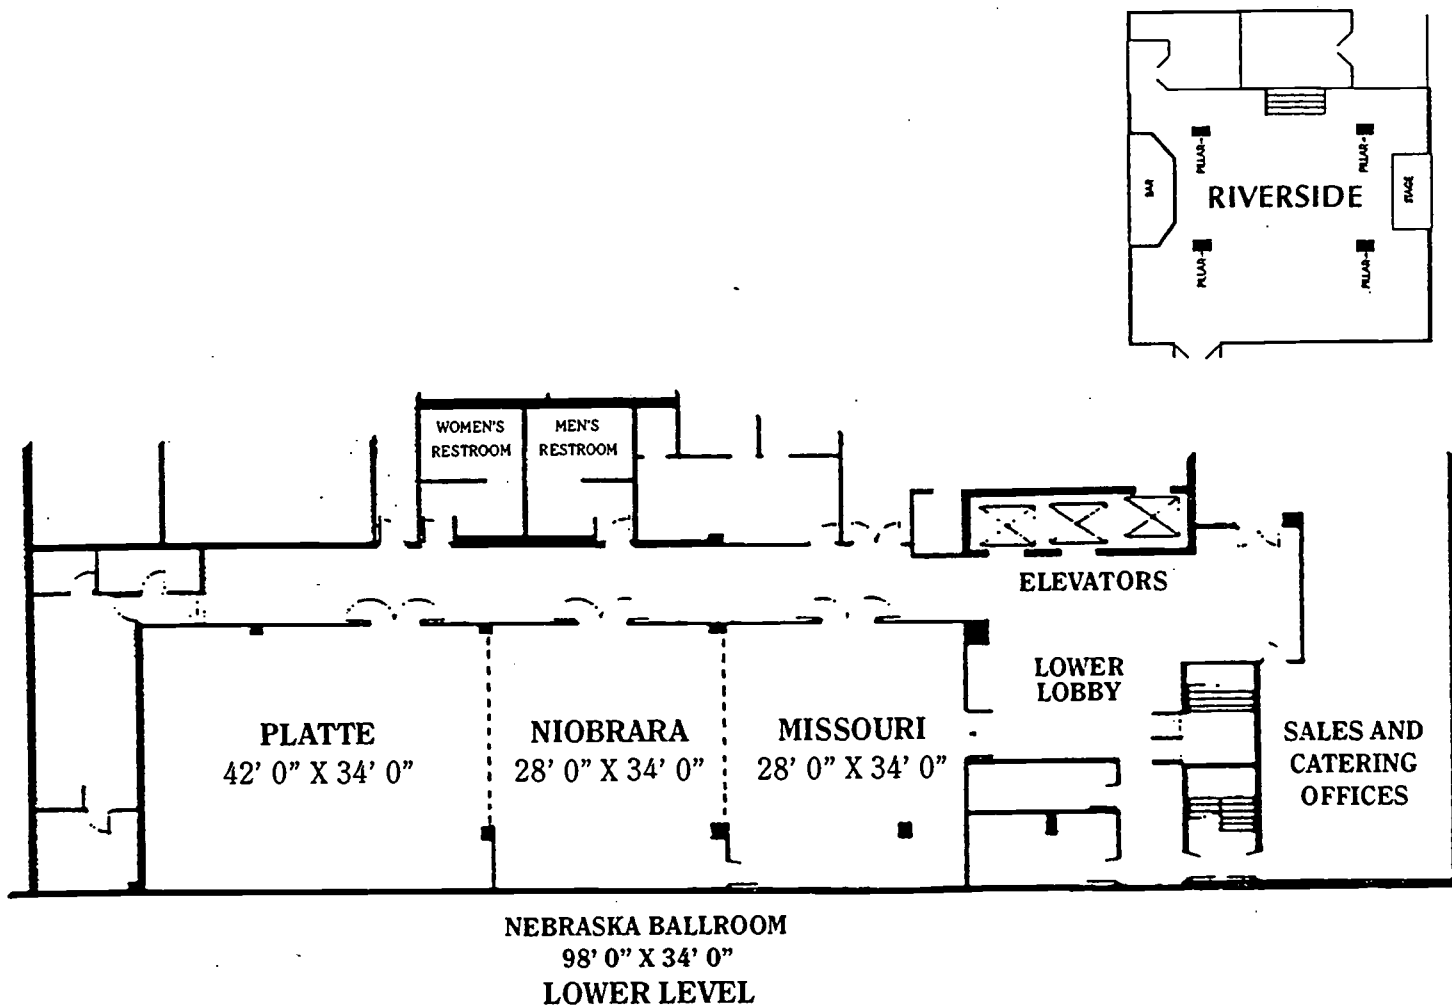 PILLAR
PILLAR
BAR
RIVERSIDE
STAGE
PILLAR
PILLAR
WOMEN'S
RESTROOM
MEN'S
RESTROOM
ELEVATORS
LOWER
LOBBY
PLATTE
42' 0" X 34' 0"
NIOBRARA
28' 0" X 34' 0"
MISSOURI
28' 0" X 34' 0"
SALES AND
CATERING
OFFICES
NEBRASKA BALLROOM
98' 0" X 34' 0"
LOWER LEVEL